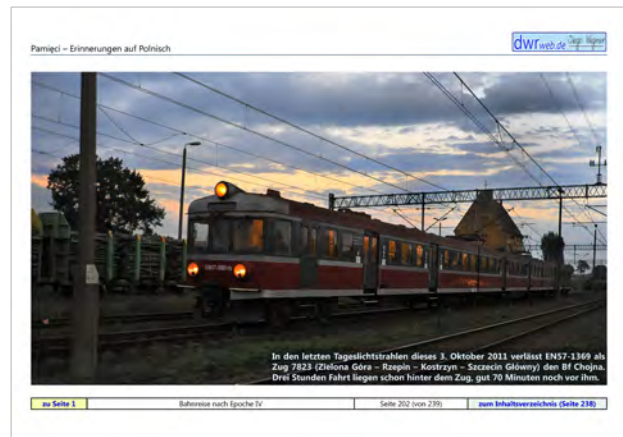 Pamięci – Erinnerungen auf Polnisch
dwrweb.de
In den letzten Tageslichtstrahlen dieses 3. Oktober 2011 verlässt EN57-1369 als
Zug 7823 (Zielona Góra – Rzepin – Kostrzyn – Szczecin Główny) den Bf Chojna.
Drei Stunden Fahrt liegen schon hinter dem Zug, gut 70 Minuten noch vor ihm.
zu Seite 1 Bahnreise nach Epoche IV Seite 202 (von 239) zum Inhaltsverzeichnis (Seite 238)